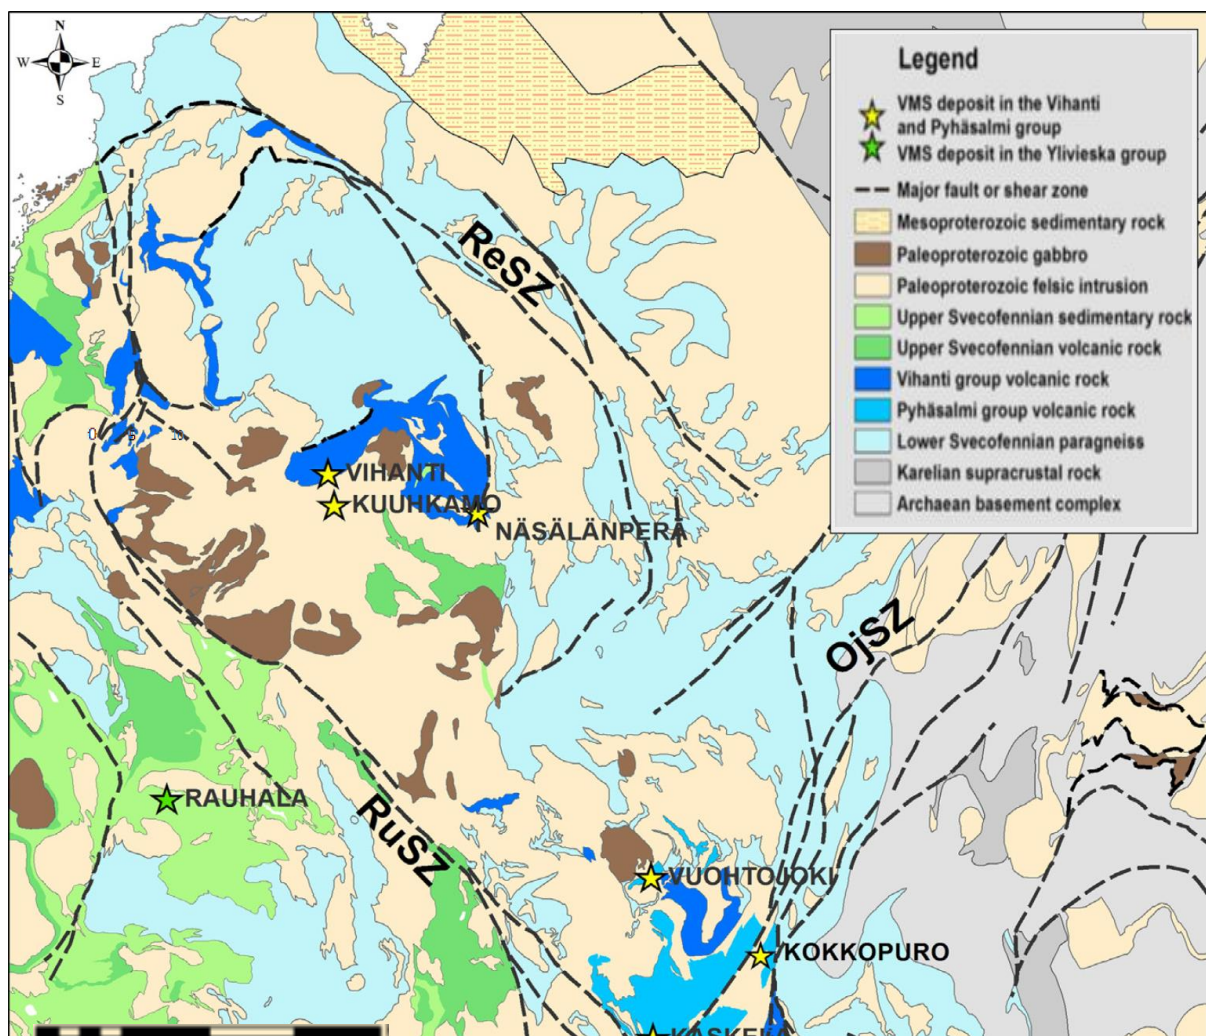 N
W E
S
Legend
VMS deposit in the Vihanti
and Pyhäsalmi group
VMS deposit in the Ylivieska group
Major fault or shear zone
Mesoproterozoic sedimentary rock
Paleoproterozoic gabbro
Paleoproterozoic felsic intrusion
Upper Svecofennian sedimentary rock
Upper Svecofennian volcanic rock
Vihanti group volcanic rock
Pyhäsalmi group volcanic rock
Lower Svecofennian paragneiss
Karelian supracrustal rock
Archaean basement complex
ReSZ
0 5 10
VIHANTI
KUUHKAMO
NÄSÄLÄNPERÄ
OjSZ
RAUHALA
RuSZ
VUOHTOJOKI
KOKKOPURO